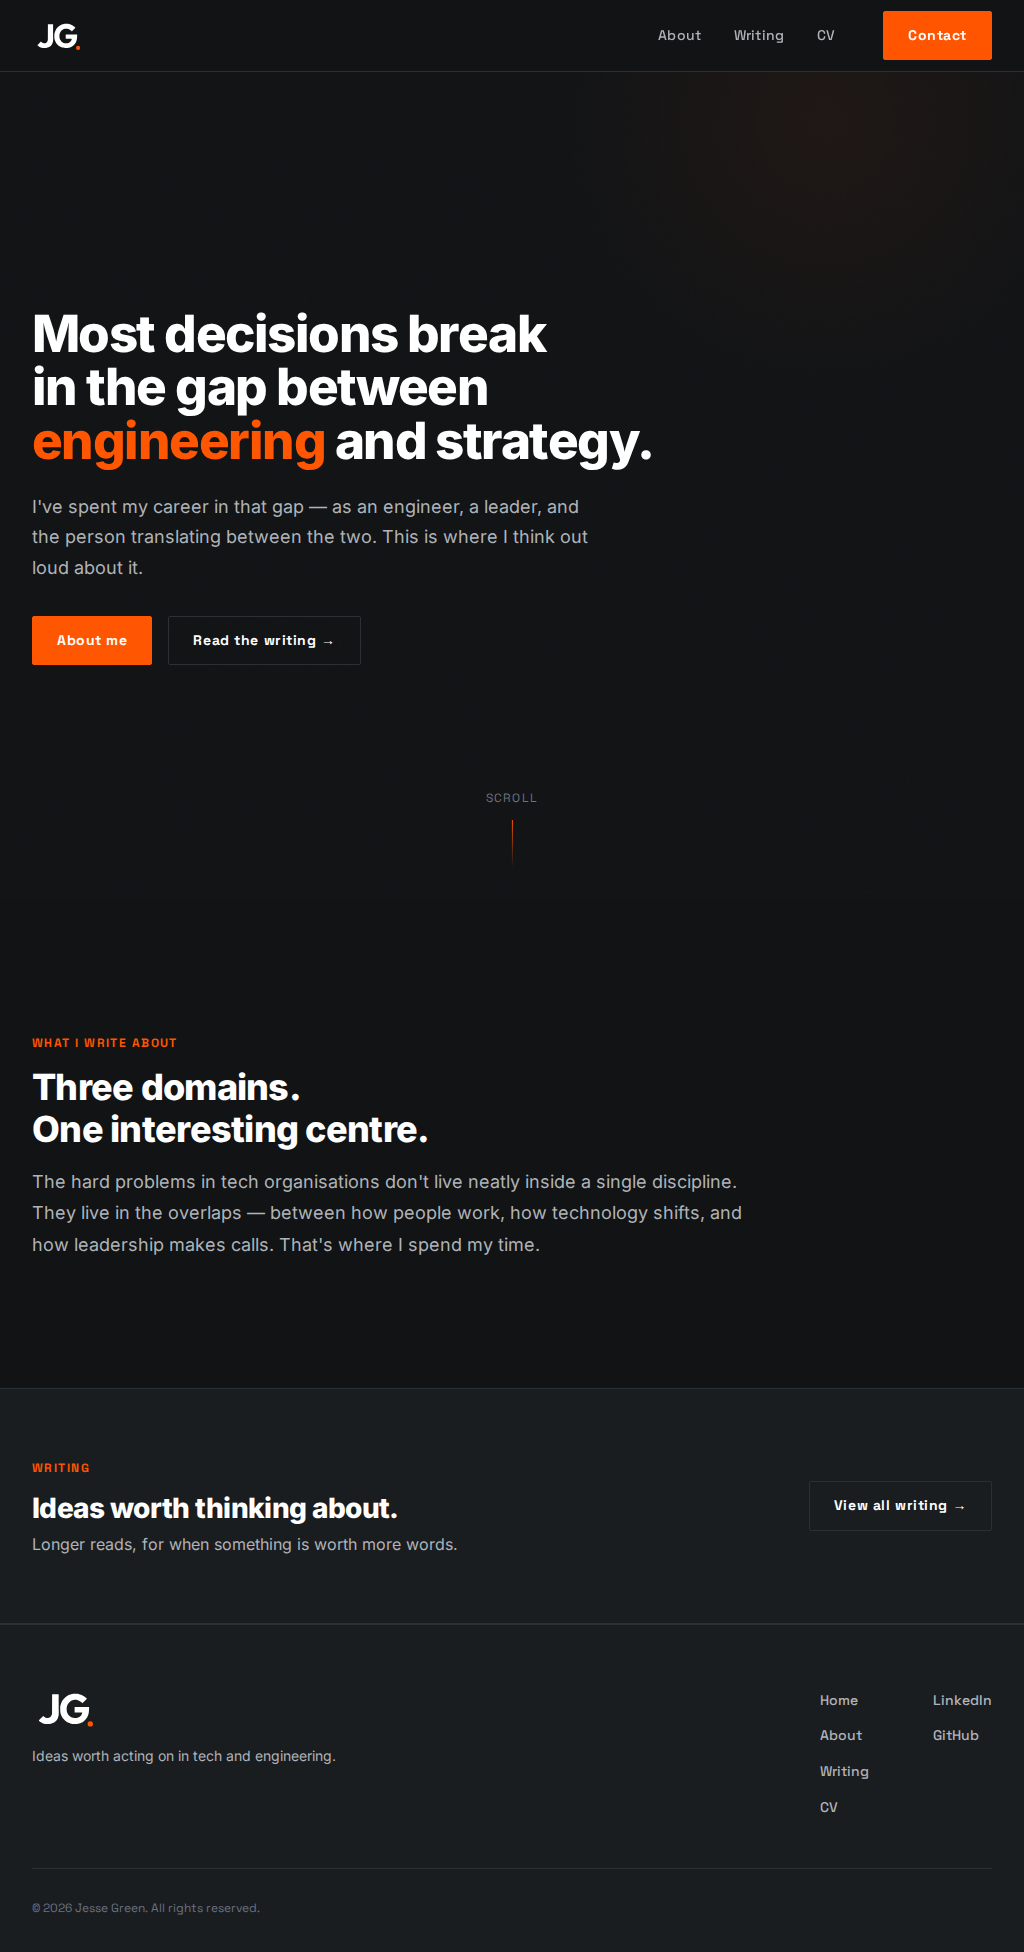 JG.
About
Writing
CV
Contact
Most decisions break
in the gap between
engineering and strategy.
I've spent my career in that gap — as an engineer, a leader, and
the person translating between the two. This is where I think out
loud about it.
About me
Read the writing →
SCROLL
WHAT I WRITE ABOUT
Three domains.
One interesting centre.
The hard problems in tech organisations don't live neatly inside a single discipline.
They live in the overlaps — between how people work, how technology shifts, and
how leadership makes calls. That's where I spend my time.
WRITING
Ideas worth thinking about.
Longer reads, for when something is worth more words.
View all writing →
JG.
Ideas worth acting on in tech and engineering.
Home
About
Writing
CV
LinkedIn
GitHub
© 2026 Jesse Green. All rights reserved.